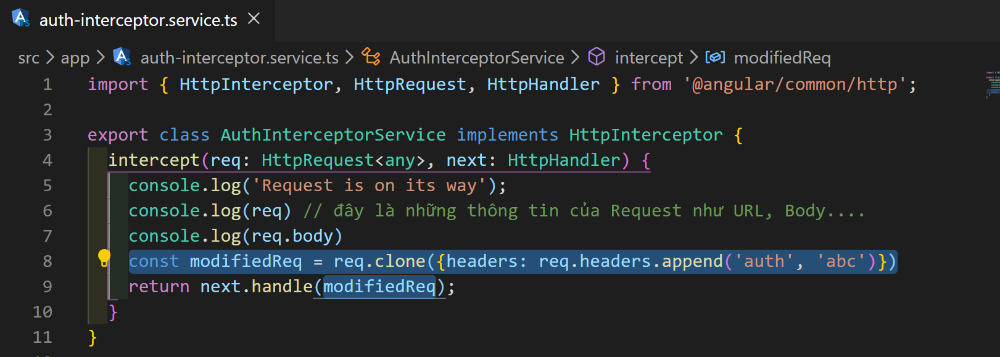 auth-interceptor.service.ts
src > app > auth-interceptor.service.ts > AuthInterceptorService > intercept > modifiedReq
1 import { HttpInterceptor, HttpRequest, HttpHandler } from '@angular/common/http';
2
3 export class AuthInterceptorService implements HttpInterceptor {
4 intercept(req: HttpRequest<any>, next: HttpHandler) {
5 console.log('Request is on its way');
6 console.log(req) // đây là những thông tin của Request như URL, Body....
7 console.log(req.body)
8 const modifiedReq = req.clone({headers: req.headers.append('auth', 'abc')})
9 return next.handle(modifiedReq);
10 }
11 }